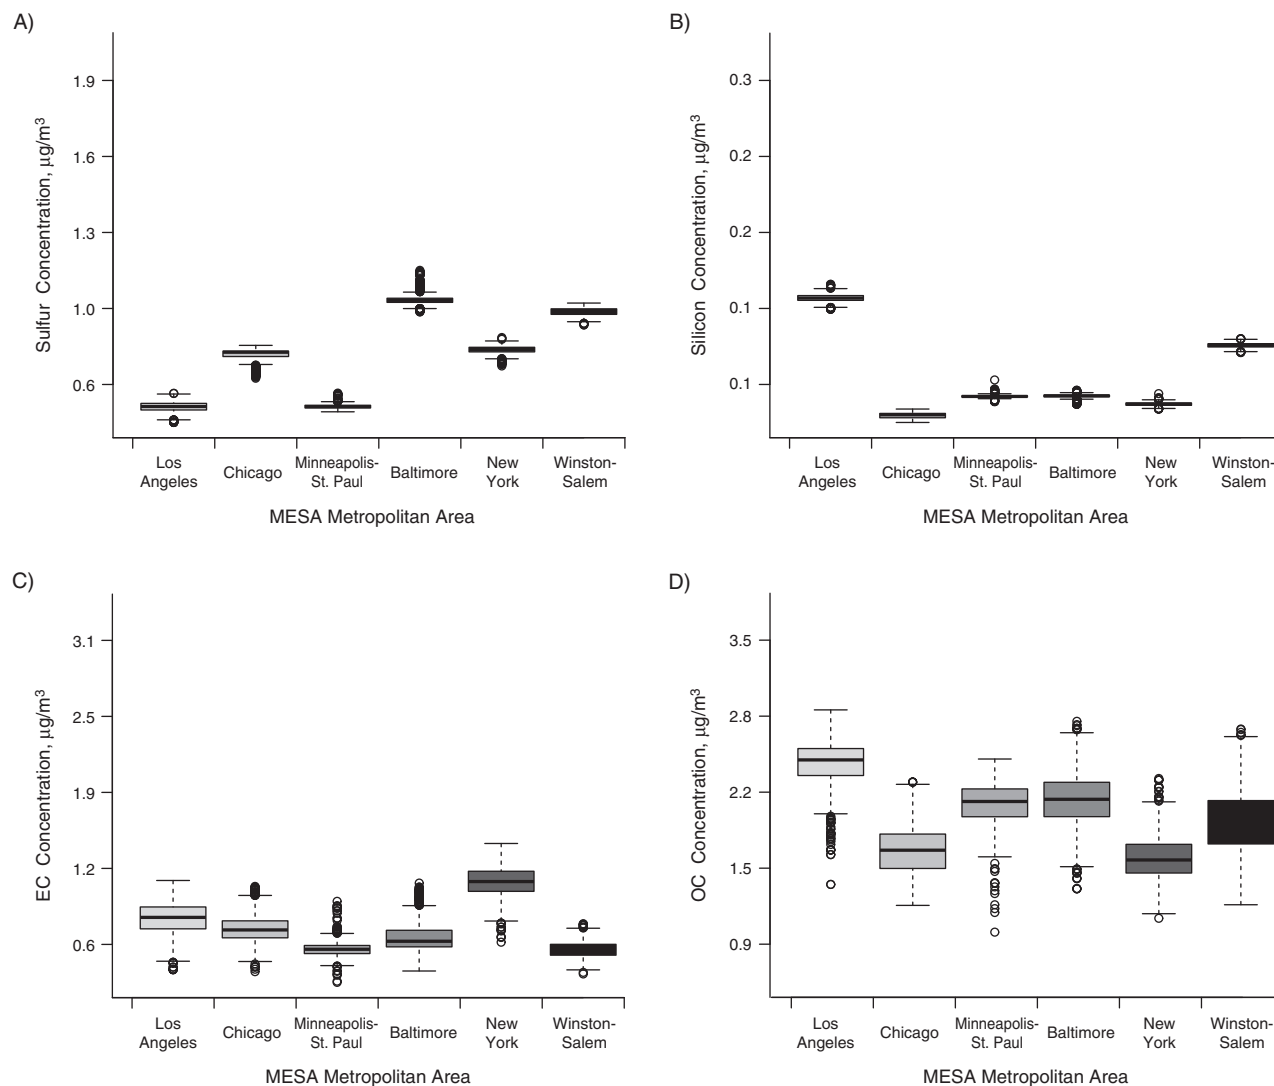 A)
Sulfur Concentration, μg/m³
1.9
1.6
1.3
1.0
0.6
Los Angeles
Chicago
Minneapolis-St. Paul
Baltimore
New York
Winston-Salem
MESA Metropolitan Area
B)
Silicon Concentration, μg/m³
0.3
0.2
0.2
0.1
0.1
Los Angeles
Chicago
Minneapolis-St. Paul
Baltimore
New York
Winston-Salem
MESA Metropolitan Area
C)
EC Concentration, μg/m³
3.1
2.5
1.9
1.2
0.6
Los Angeles
Chicago
Minneapolis-St. Paul
Baltimore
New York
Winston-Salem
MESA Metropolitan Area
D)
OC Concentration, μg/m³
3.5
2.8
2.2
1.5
0.9
Los Angeles
Chicago
Minneapolis-St. Paul
Baltimore
New York
Winston-Salem
MESA Metropolitan Area